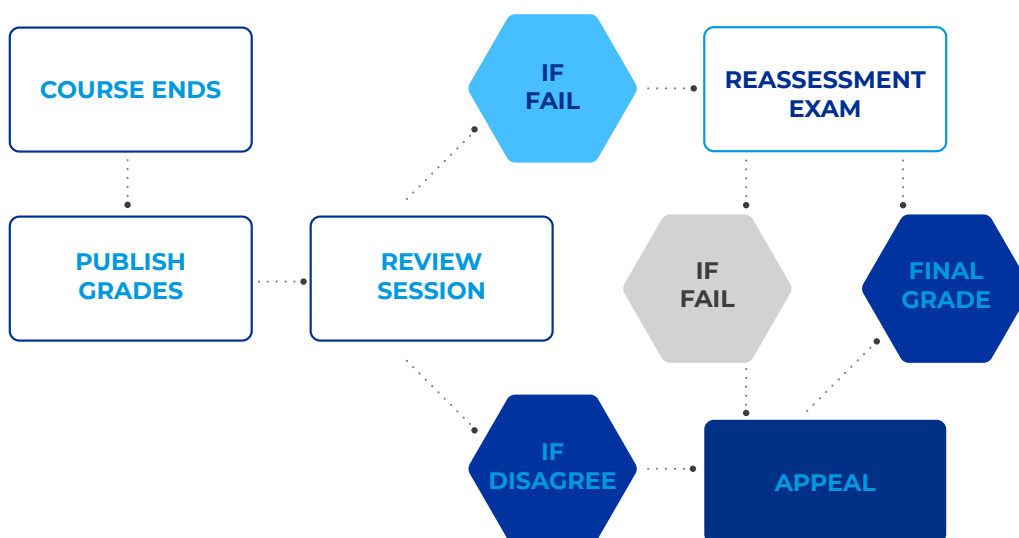 COURSE ENDS
IF
FAIL
REASSESSMENT
EXAM
PUBLISH
GRADES
REVIEW
SESSION
IF
FAIL
FINAL
GRADE
IF
DISAGREE
APPEAL